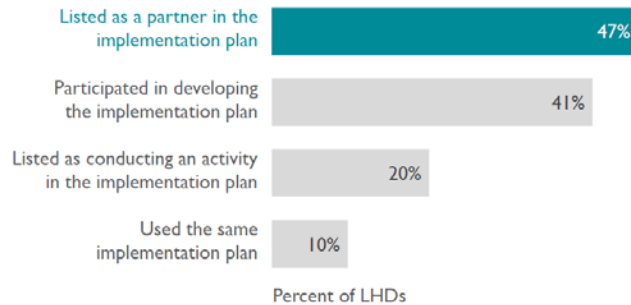 Listed as a partner in the
implementation plan
47%
Participated in developing
the implementation plan
41%
Listed as conducting an activity
in the implementation plan
20%
Used the same
implementation plan
10%
Percent of LHDs